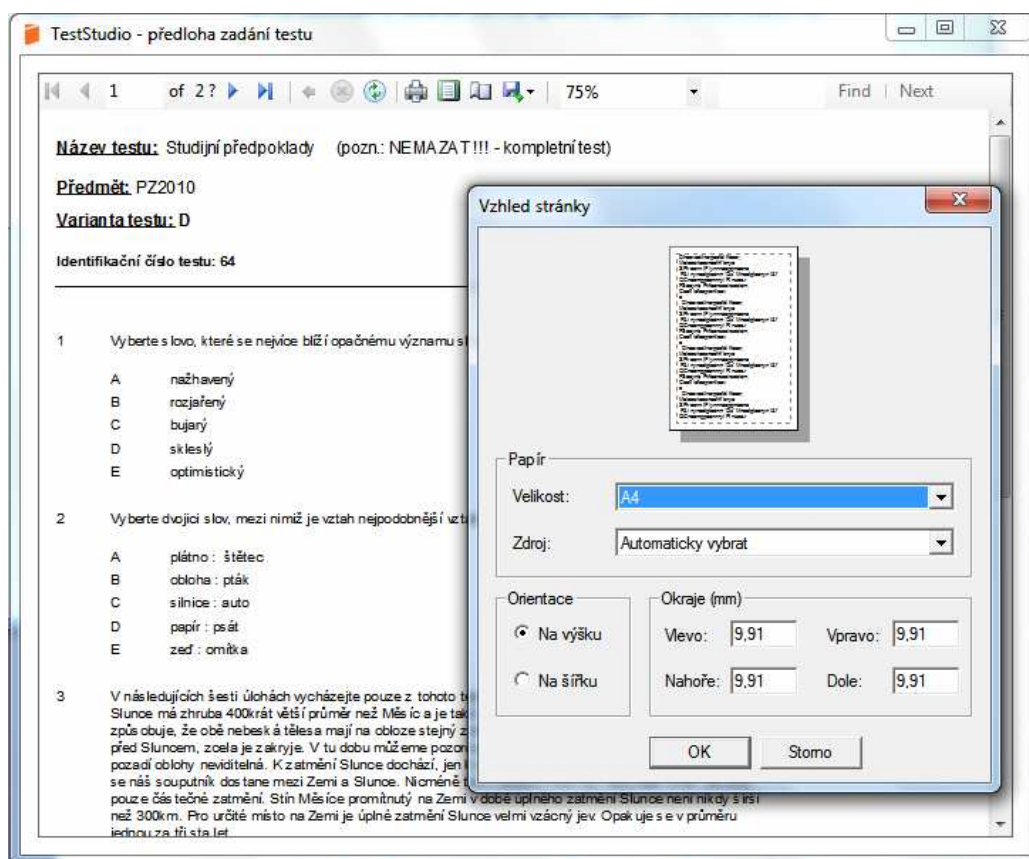 TestStudio - předloha zadání testu
1 of 2? 75% Find | Next
Název testu: Studijní předpoklady (pozn.: NEMAZAT!!! - kompletní test)
Předmět: PZ2010
Varianta testu: D
Identifikační číslo testu: 64
1 Vyberte slovo, které se nejvíce blíží opačnému významu sl
A nažhavený
B rozjařený
C bujarý
D skleslý
E optimistický
2 Vyberte dvojici slov, mezi nimiž je vztah nejpodobnější vzta
A plátno : štětec
B obloha : pták
C silnice : auto
D papír : psát
E zeď : omítka
3 V následujících šesti úlohách vycházejte pouze z tohoto te
Slunce má zhruba 400krát větší průměr než Měsíc a je tak
způsobuje, že obě nebeská tělesa mají na obloze stejný z
před Sluncem, zcela je zakryje. V tu dobu můžeme pozor
pozadí oblohy neviditelná. K zatmění Slunce dochází, jen
se náš souputník dostane mezi Zemi a Slunce. Nicméně t
pouze částečné zatmění. Stín Měsíce promítnutý na Zemi v době úplného zatmění Slunce není nikdy širší
než 300km. Pro určité místo na Zemi je úplné zatmění Slunce velmi vzácný jev. Opakuje se v průměru
jednou za tři sta let
Vzhled stránky
Papír
Velikost: A4
Zdroj: Automaticky vybrat
Orientace
Na výšku
Na šířku
Okraje (mm)
Vlevo: 9,91 Vpravo: 9,91
Nahoře: 9,91 Dole: 9,91
OK Storno